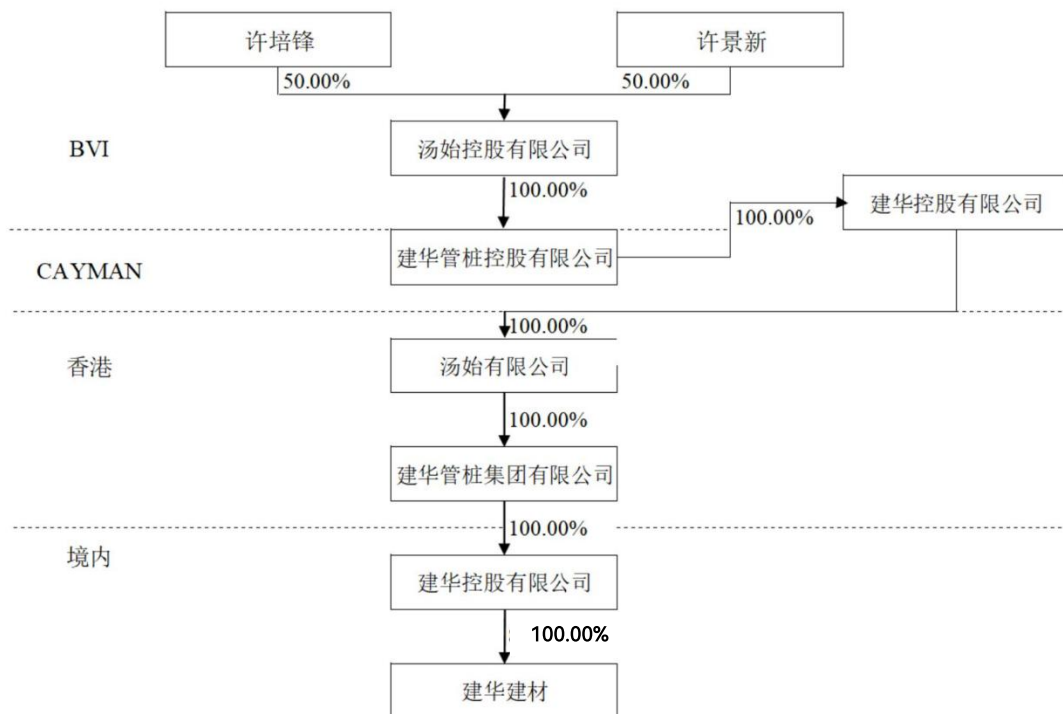 许培锋
许景新
50.00%
50.00%
BVI
汤始控股有限公司
100.00%
建华控股有限公司
100.00%
建华管桩控股有限公司
CAYMAN
100.00%
香港
汤始有限公司
100.00%
建华管桩集团有限公司
100.00%
境内
建华控股有限公司
100.00%
建华建材